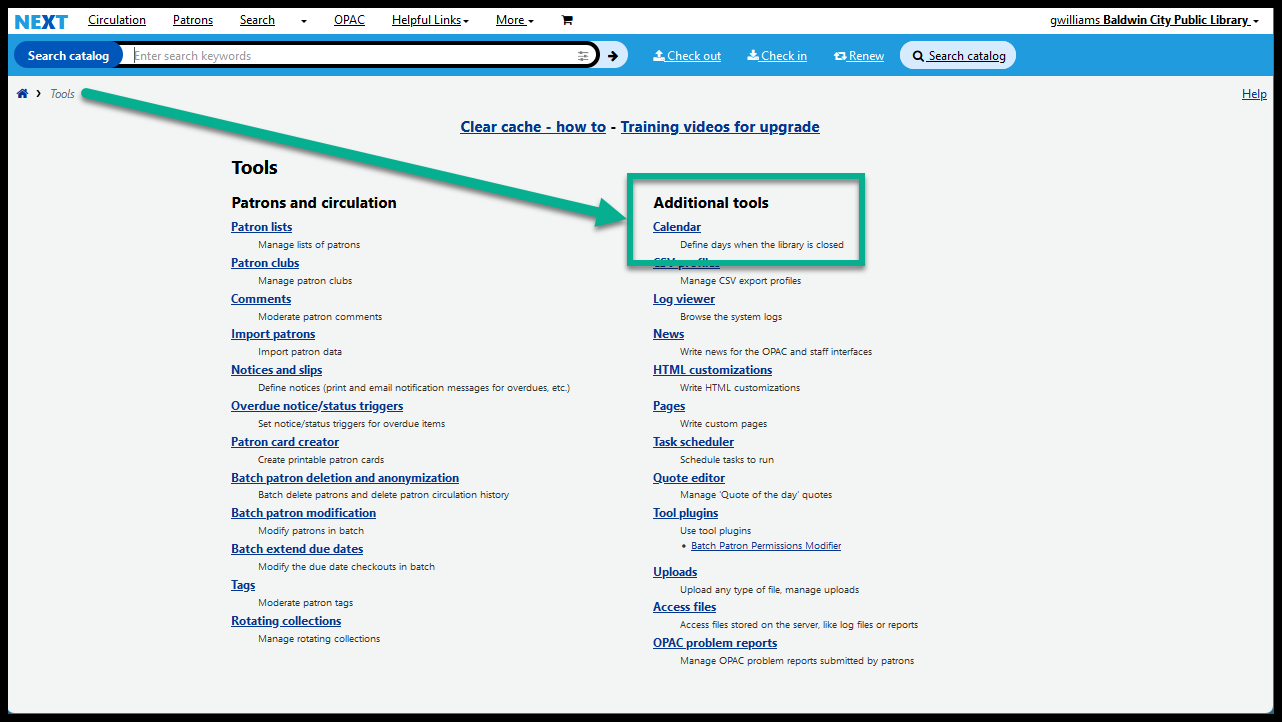 NEXT Circulation Patrons Search OPAC Helpful Links More gwilliams Baldwin City Public Library
Search catalog Enter search keywords Check out Check in Renew Search catalog
Tools Help
Clear cache - how to - Training videos for upgrade
Tools
Patrons and circulation
Patron lists
Manage lists of patrons
Patron clubs
Manage patron clubs
Comments
Moderate patron comments
Import patrons
Import patron data
Notices and slips
Define notices (print and email notification messages for overdues, etc.)
Overdue notice/status triggers
Set notice/status triggers for overdue items
Patron card creator
Create printable patron cards
Batch patron deletion and anonymization
Batch delete patrons and delete patron circulation history
Batch patron modification
Modify patrons in batch
Batch extend due dates
Modify the due date checkouts in batch
Tags
Moderate patron tags
Rotating collections
Manage rotating collections
Additional tools
Calendar
Define days when the library is closed
CSV profiles
Manage CSV export profiles
Log viewer
Browse the system logs
News
Write news for the OPAC and staff interfaces
HTML customizations
Write HTML customizations
Pages
Write custom pages
Task scheduler
Schedule tasks to run
Quote editor
Manage 'Quote of the day' quotes
Tool plugins
Use tool plugins
• Batch Patron Permissions Modifier
Uploads
Upload any type of file, manage uploads
Access files
Access files stored on the server, like log files or reports
OPAC problem reports
Manage OPAC problem reports submitted by patrons